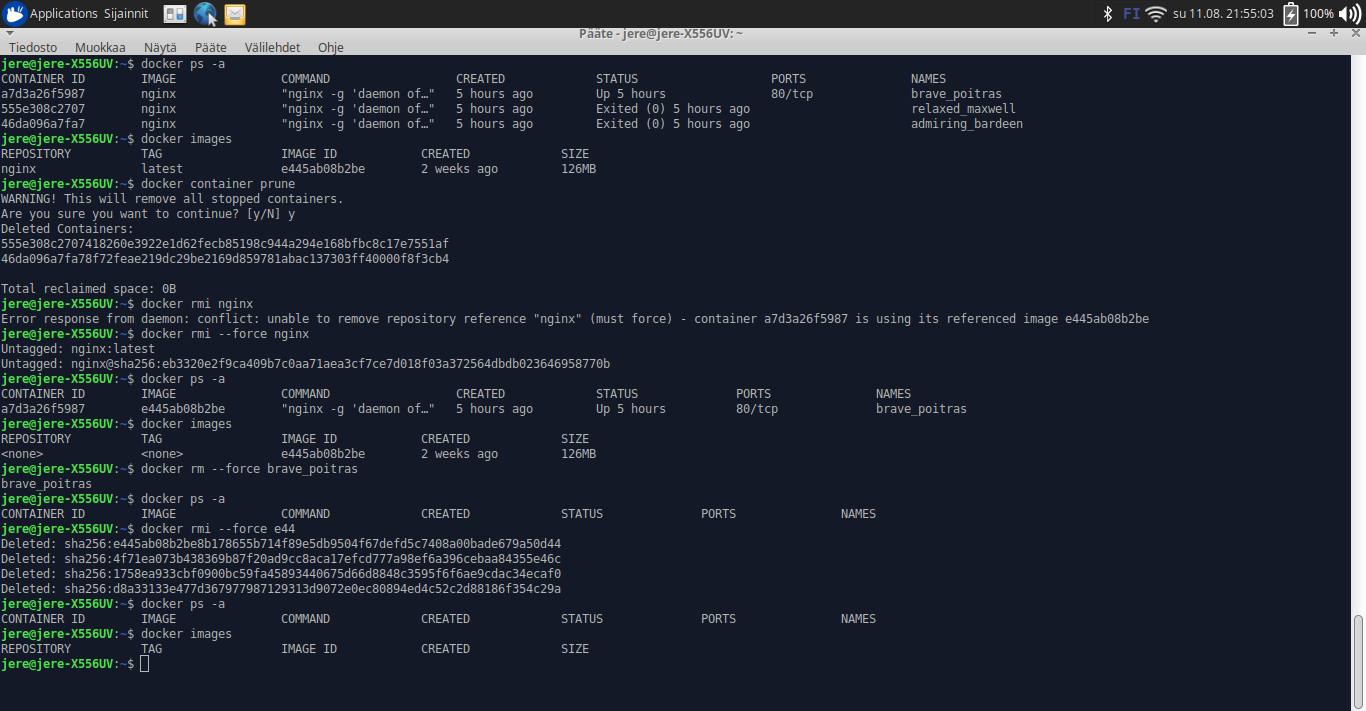 Applications Sijainnit FI su 11.08. 21:55:03 100%
Pääte - jere@jere-X556UV: ~
Tiedosto Muokkaa Näytä Pääte Välilehdet Ohje
jere@jere-X556UV:~$ docker ps -a
CONTAINER ID IMAGE COMMAND CREATED STATUS PORTS NAMES
a7d3a26f5987 nginx "nginx -g 'daemon of…" 5 hours ago Up 5 hours 80/tcp brave_poitras
555e308c2707 nginx "nginx -g 'daemon of…" 5 hours ago Exited (0) 5 hours ago relaxed_maxwell
46da096a7fa7 nginx "nginx -g 'daemon of…" 5 hours ago Exited (0) 5 hours ago admiring_bardeen
jere@jere-X556UV:~$ docker images
REPOSITORY TAG IMAGE ID CREATED SIZE
nginx latest e445ab08b2be 2 weeks ago 126MB
jere@jere-X556UV:~$ docker container prune
WARNING! This will remove all stopped containers.
Are you sure you want to continue? [y/N] y
Deleted Containers:
555e308c2707418260e3922e1d62fecb85198c944a294e168bfbc8c17e7551af
46da096a7fa78f72feae219dc29be2169d859781abac137303ff40000f8f3cb4
Total reclaimed space: 0B
jere@jere-X556UV:~$ docker rmi nginx
Error response from daemon: conflict: unable to remove repository reference "nginx" (must force) - container a7d3a26f5987 is using its referenced image e445ab08b2be
jere@jere-X556UV:~$ docker rmi --force nginx
Untagged: nginx:latest
Untagged: nginx@sha256:eb3320e2f9ca409b7c0aa71aea3cf7ce7d018f03a372564dbdb023646958770b
jere@jere-X556UV:~$ docker ps -a
CONTAINER ID IMAGE COMMAND CREATED STATUS PORTS NAMES
a7d3a26f5987 e445ab08b2be "nginx -g 'daemon of…" 5 hours ago Up 5 hours 80/tcp brave_poitras
jere@jere-X556UV:~$ docker images
REPOSITORY TAG IMAGE ID CREATED SIZE
<none> <none> e445ab08b2be 2 weeks ago 126MB
jere@jere-X556UV:~$ docker rm --force brave_poitras
brave_poitras
jere@jere-X556UV:~$ docker ps -a
CONTAINER ID IMAGE COMMAND CREATED STATUS PORTS NAMES
jere@jere-X556UV:~$ docker rmi --force e44
Deleted: sha256:e445ab08b2be8b178655b714f89e5db9504f67defd5c7408a00bade679a50d44
Deleted: sha256:4f71ea073b438369b87f20ad9cc8aca17efcd777a98ef6a396cebaa84355e46c
Deleted: sha256:1758ea933cbf0900bc59fa45893440675d66d8848c3595f6f6ae9cdac34ecaf0
Deleted: sha256:d8a33133e477d367977987129313d9072e0ec80894ed4c52c2d88186f354c29a
jere@jere-X556UV:~$ docker ps -a
CONTAINER ID IMAGE COMMAND CREATED STATUS PORTS NAMES
jere@jere-X556UV:~$ docker images
REPOSITORY TAG IMAGE ID CREATED SIZE
jere@jere-X556UV:~$